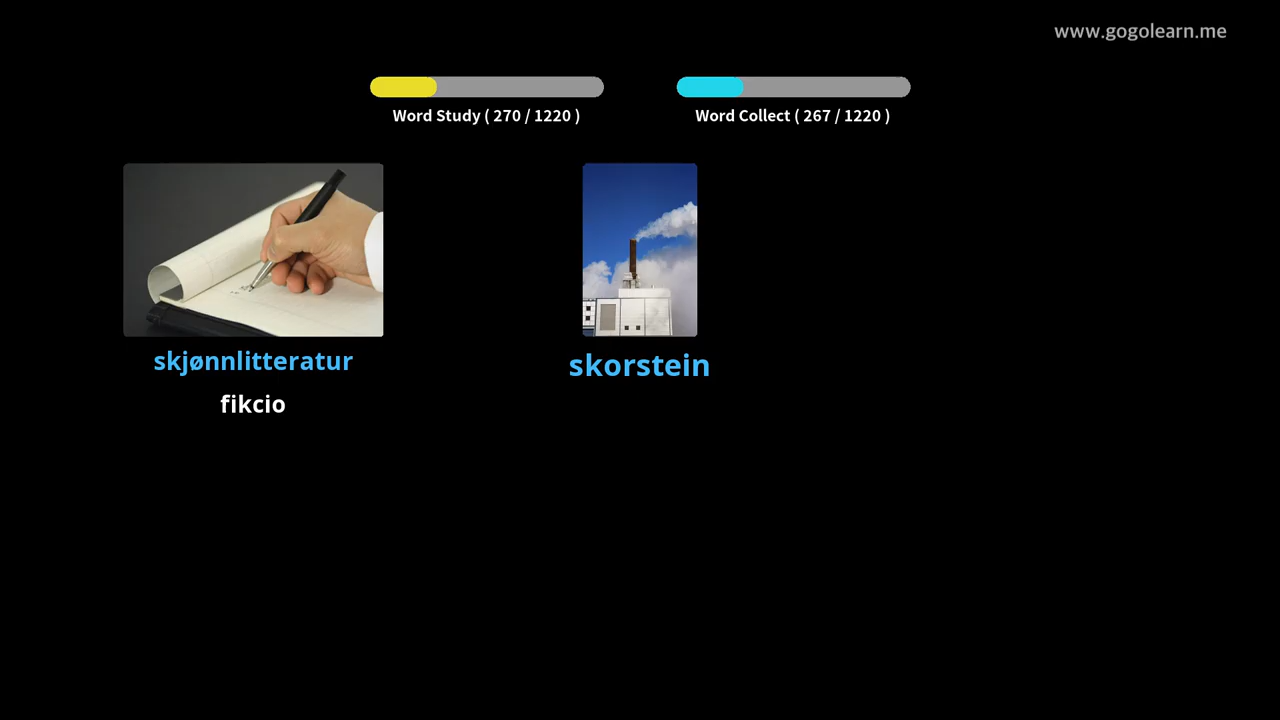 www.gogolearn.me
Word Study ( 270 / 1220 )
Word Collect ( 267 / 1220 )
skjønnlitteratur
fikcio
skorstein